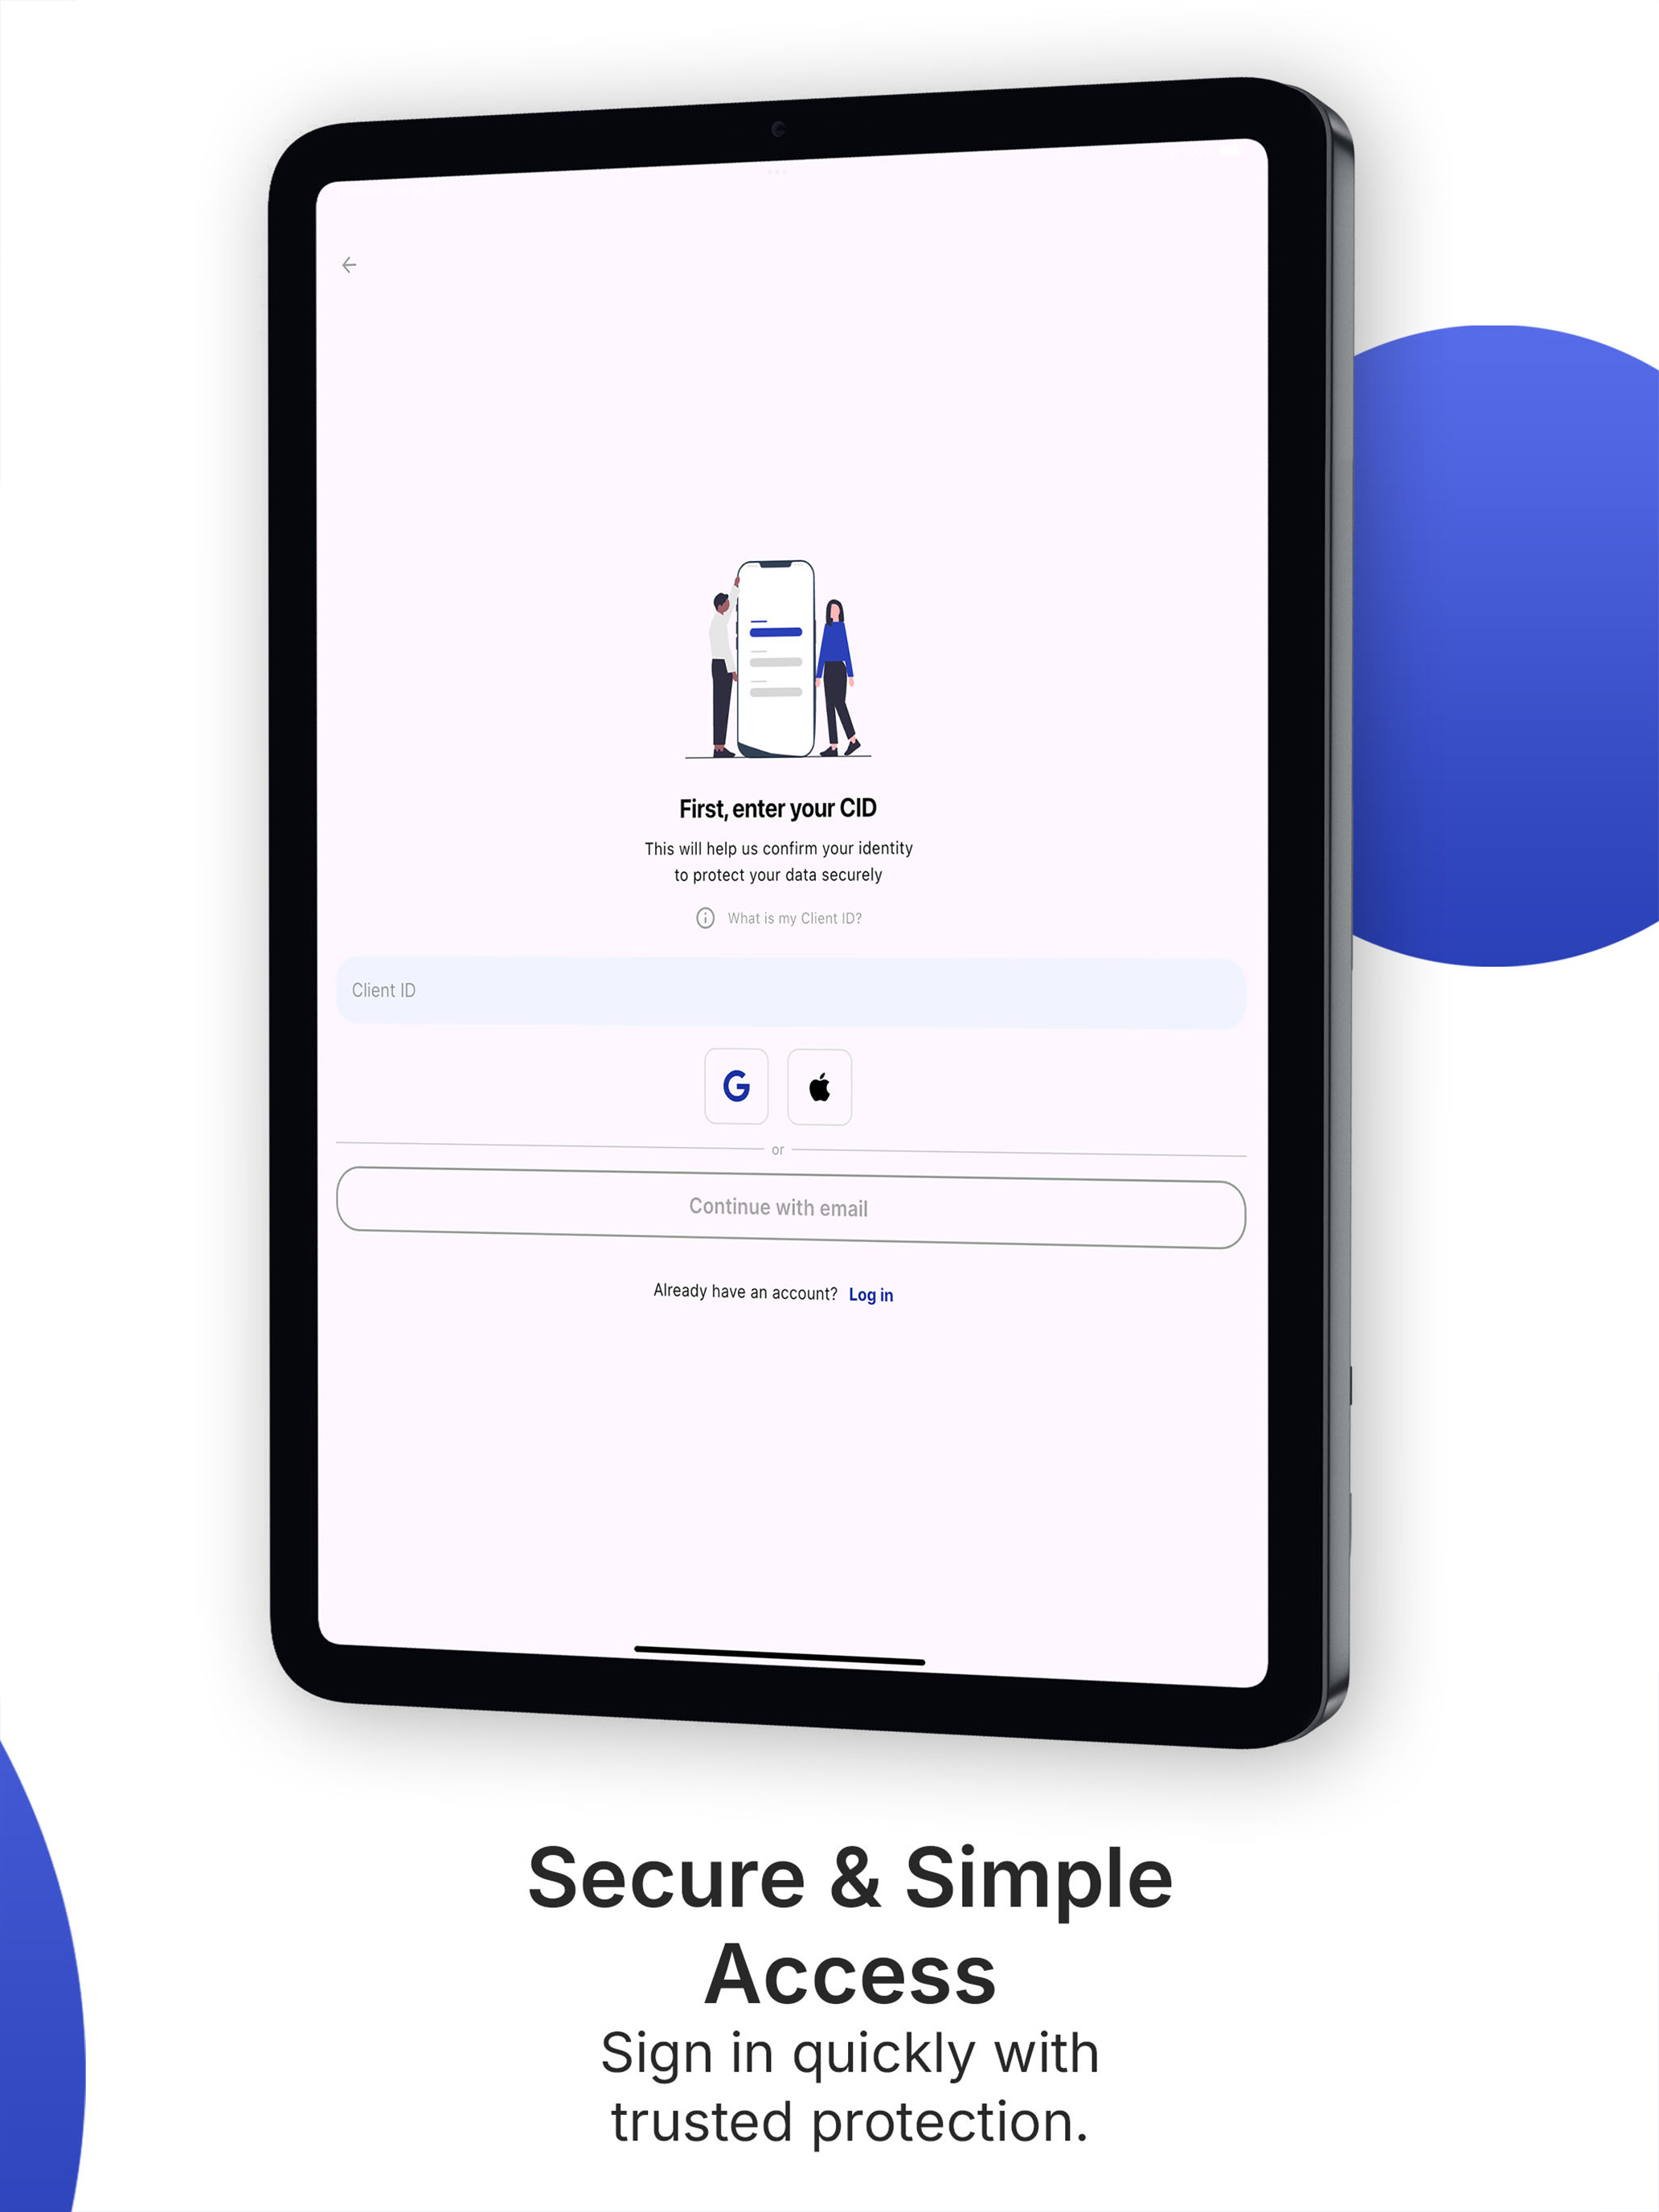 First, enter your CID
This will help us confirm your identity
to protect your data securely
What is my Client ID?
Client ID
or
Continue with email
Already have an account? Log in
Secure & Simple
Access
Sign in quickly with
trusted protection.